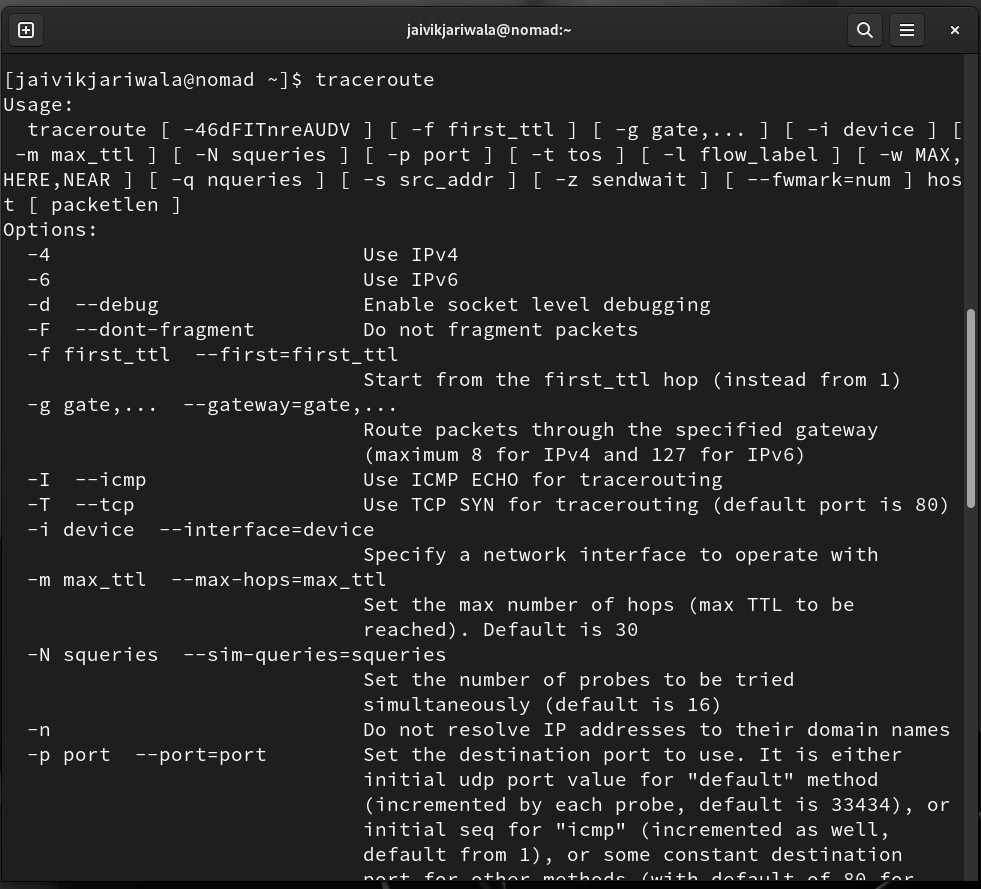 jaivikjariwala@nomad:~
[jaivikjariwala@nomad ~]$ traceroute
Usage:
  traceroute [ -46dFITnreAUDV ] [ -f first_ttl ] [ -g gate,... ] [ -i device ] [
 -m max_ttl ] [ -N squeries ] [ -p port ] [ -t tos ] [ -l flow_label ] [ -w MAX,
HERE,NEAR ] [ -q nqueries ] [ -s src_addr ] [ -z sendwait ] [ --fwmark=num ] hos
t [ packetlen ]
Options:
  -4                          Use IPv4
  -6                          Use IPv6
  -d  --debug                 Enable socket level debugging
  -F  --dont-fragment         Do not fragment packets
  -f first_ttl  --first=first_ttl
                              Start from the first_ttl hop (instead from 1)
  -g gate,...  --gateway=gate,...
                              Route packets through the specified gateway
                              (maximum 8 for IPv4 and 127 for IPv6)
  -I  --icmp                  Use ICMP ECHO for tracerouting
  -T  --tcp                   Use TCP SYN for tracerouting (default port is 80)
  -i device  --interface=device
                              Specify a network interface to operate with
  -m max_ttl  --max-hops=max_ttl
                              Set the max number of hops (max TTL to be
                              reached). Default is 30
  -N squeries  --sim-queries=squeries
                              Set the number of probes to be tried
                              simultaneously (default is 16)
  -n                          Do not resolve IP addresses to their domain names
  -p port  --port=port        Set the destination port to use. It is either
                              initial udp port value for "default" method
                              (incremented by each probe, default is 33434), or
                              initial seq for "icmp" (incremented as well,
                              default from 1), or some constant destination
                              port for other methods (with default of 80 for